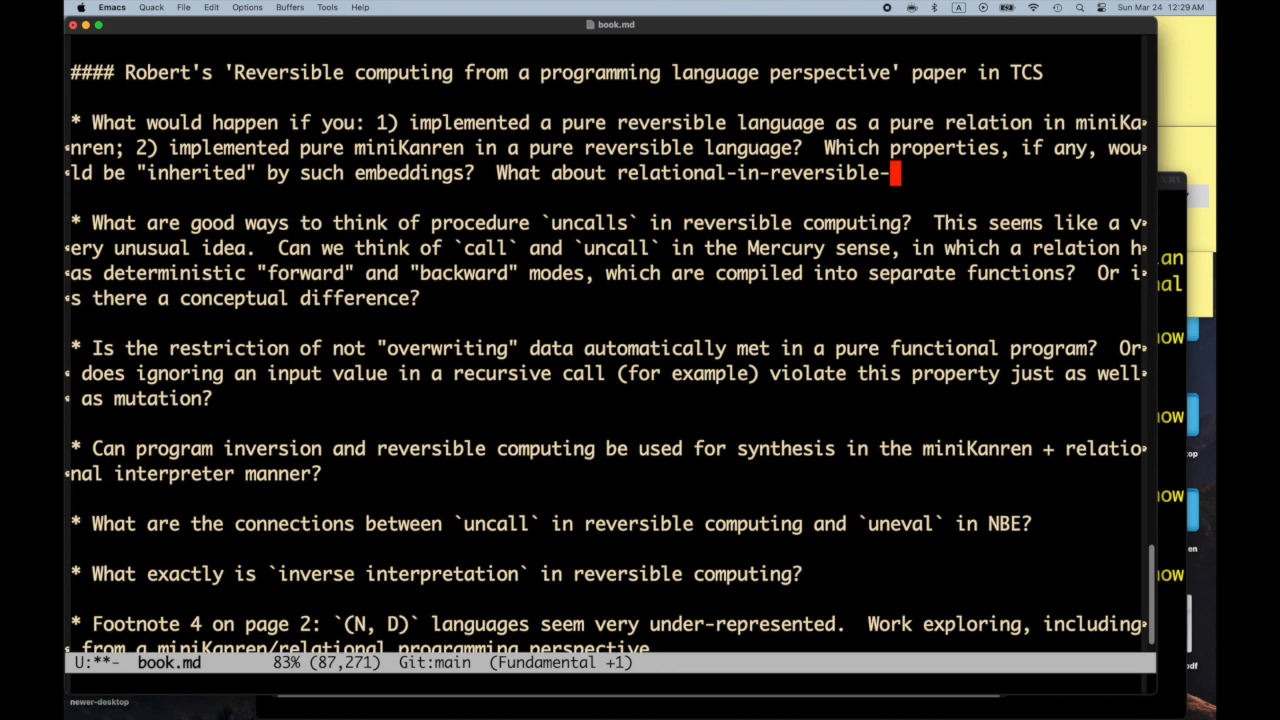 Emacs Quack File Edit Options Buffers Tools Help
A
Sun Mar 24 12:29 AM
book.md
#### Robert's 'Reversible computing from a programming language perspective' paper in TCS
* What would happen if you: 1) implemented a pure reversible language as a pure relation in miniKa
nren; 2) implemented pure miniKanren in a pure reversible language?  Which properties, if any, wou
ld be "inherited" by such embeddings?  What about relational-in-reversible-
* What are good ways to think of procedure `uncalls` in reversible computing?  This seems like a v
ery unusual idea.  Can we think of `call` and `uncall` in the Mercury sense, in which a relation h
as deterministic "forward" and "backward" modes, which are compiled into separate functions?  Or i
s there a conceptual difference?
* Is the restriction of not "overwriting" data automatically met in a pure functional program?  Or
does ignoring an input value in a recursive call (for example) violate this property just as well
as mutation?
* Can program inversion and reversible computing be used for synthesis in the miniKanren + relatio
nal interpreter manner?
* What are the connections between `uncall` in reversible computing and `uneval` in NBE?
* What exactly is `inverse interpretation` in reversible computing?
* Footnote 4 on page 2: `(N, D)` languages seem very under-represented.  Work exploring, including
from a miniKanren/relational programming perspective
U:**-  book.md  83% (87,271)  Git:main  (Fundamental +1)
an
al
ow
ow
top
ow
en
ow
pdf
newer-desktop